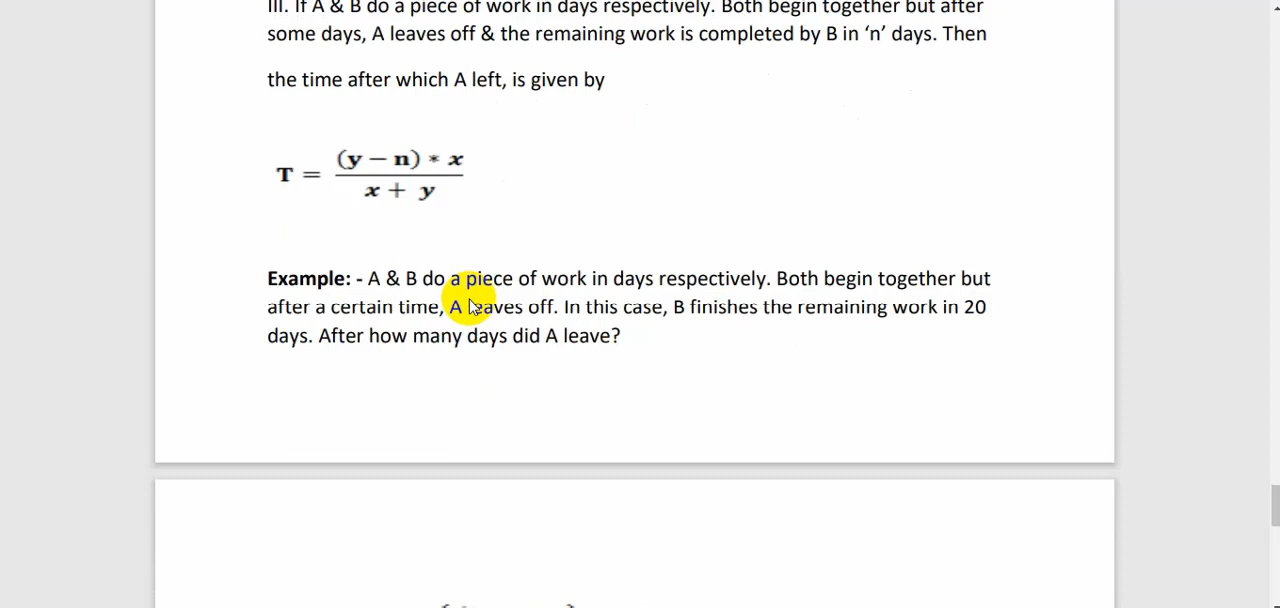 III. If A & B do a piece of work in days respectively. Both begin together but after
some days, A leaves off & the remaining work is completed by B in ‘n’ days. Then
the time after which A left, is given by
T = (y − n) * x
x + y
Example: - A & B do a piece of work in days respectively. Both begin together but
after a certain time, A leaves off. In this case, B finishes the remaining work in 20
days. After how many days did A leave?